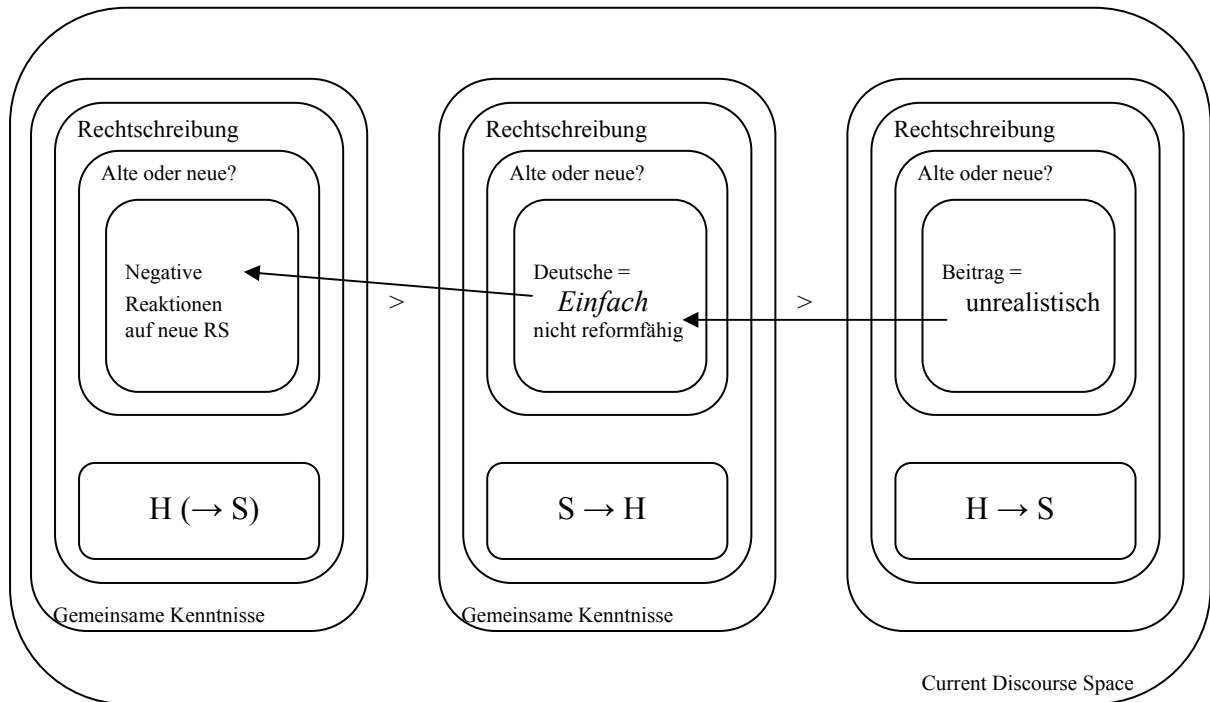 Rechtschreibung
Alte oder neue?
Negative
Reaktionen
auf neue RS
H (→ S)
Gemeinsame Kenntnisse
>
Rechtschreibung
Alte oder neue?
Deutsche =
Einfach
nicht reformfähig
S → H
Gemeinsame Kenntnisse
>
Rechtschreibung
Alte oder neue?
Beitrag =
unrealistisch
H → S
Current Discourse Space